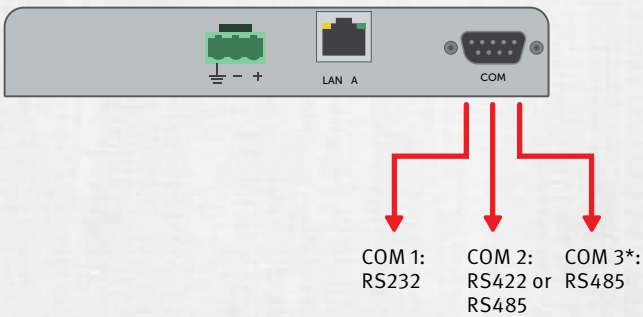 - +
LAN A
COM
COM 1:
RS232
COM 2:
RS422 or
RS485
COM 3*:
RS485